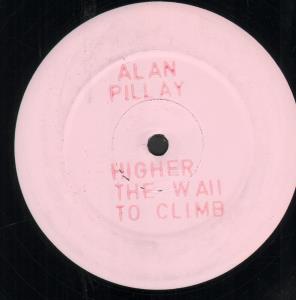 ALAN
PILLAY
HIGHER
THE WAll
TO CLIMB